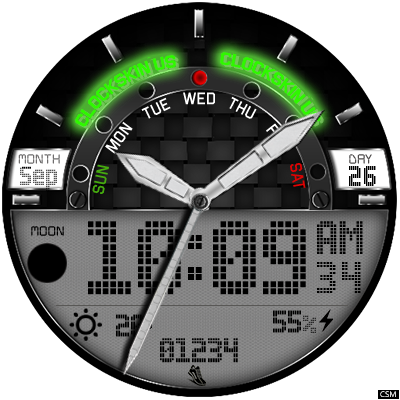 CLOCKSKIN US CLOCKSKIN US
SUN MON TUE WED THU SAT
MONTH
Sep
DAY
26
MOON
10:09 AM
34
55%
01234
CSM